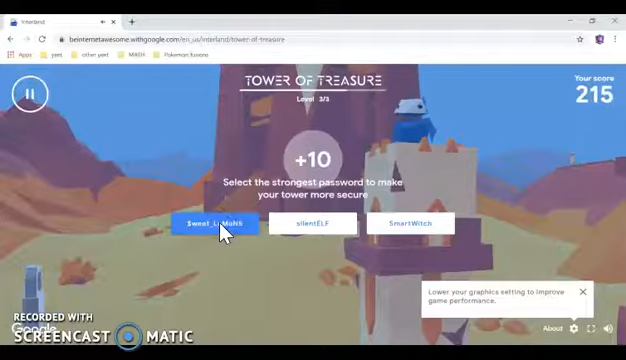 Interland
beinternetawesome.withgoogle.com/en_us/interland/tower-of-treasure
Apps yeet other yeet MATH Pokemon fusions
TOWER OF TREASURE
Level 3/3
Your score
215
+10
Select the strongest password to make
your tower more secure
silentELF SmartWitch
Lower your graphics setting to improve
game performance.
About
Google
RECORDED WITH
SCREENCAST MATIC